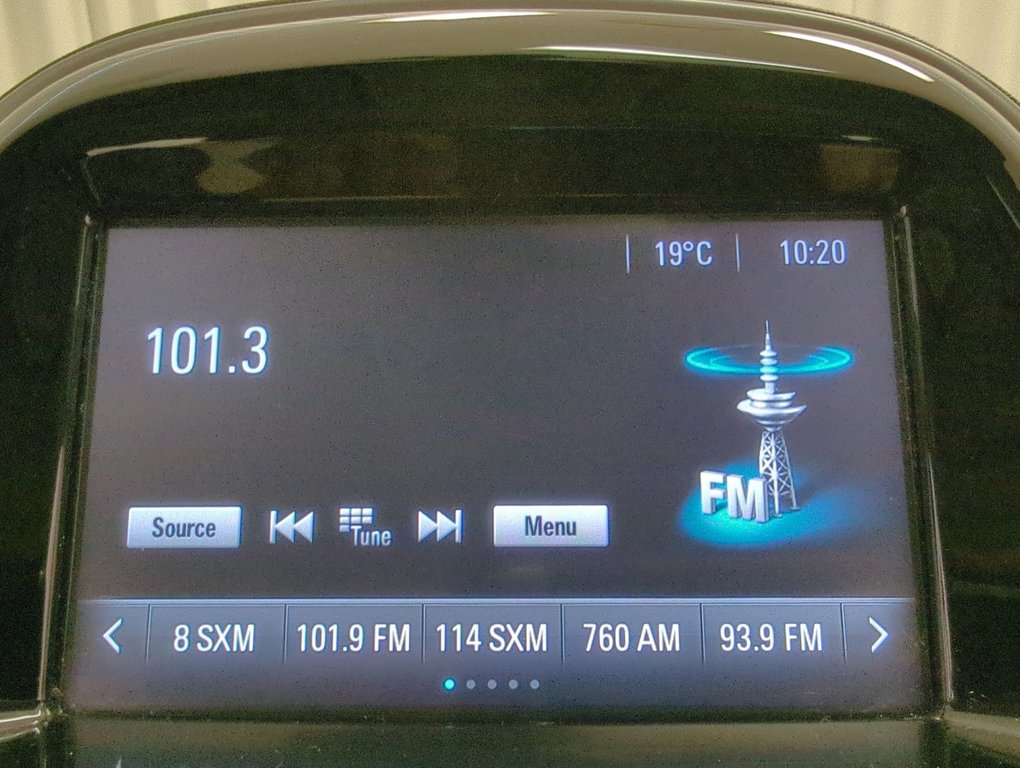 19°C 10:20
101.3
FM
Source Tune Menu
8 SXM 101.9 FM 114 SXM 760 AM 93.9 FM